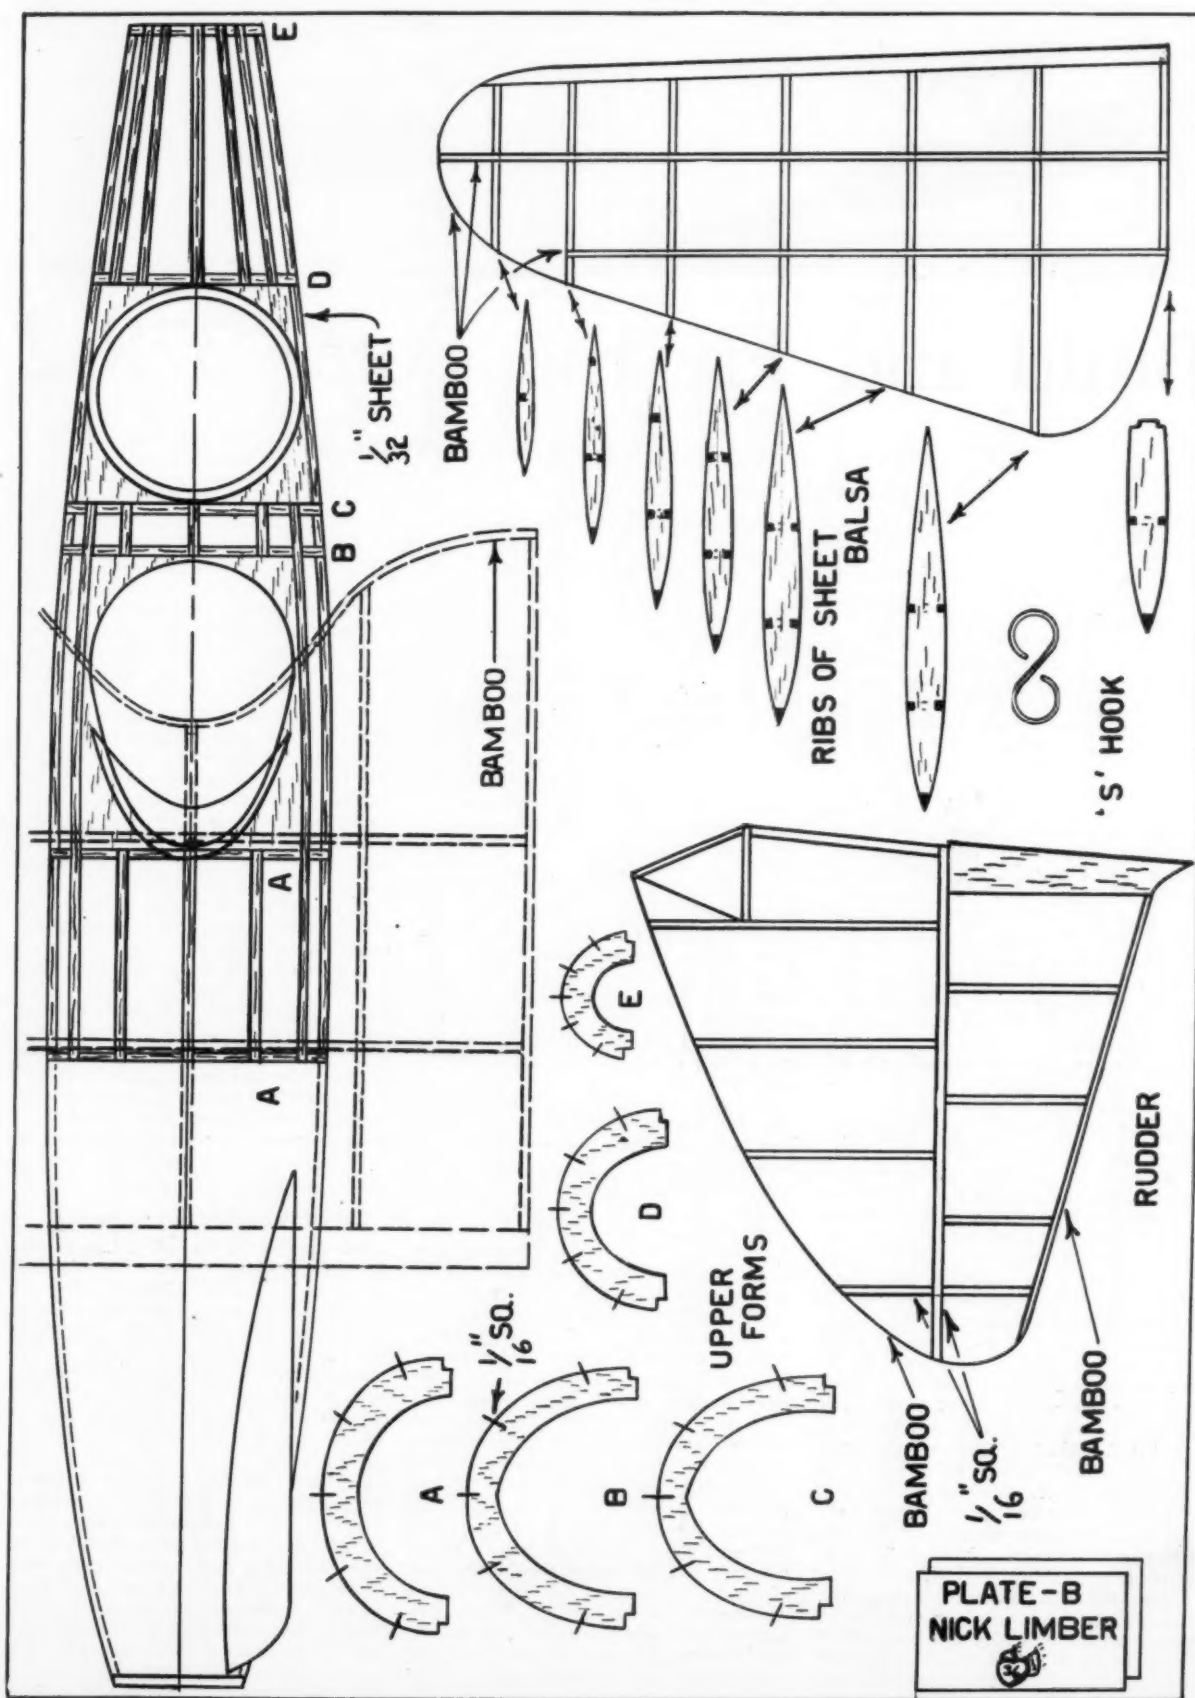 E
D
1/32" SHEET
C
B
A
A
BAMBOO
BAMBOO
RIBS OF SHEET
BALSA
'S' HOOK
E
D
UPPER
FORMS
1/16" SQ.
A
B
C
BAMBOO
1/16" SQ.
BAMBOO
RUDDER
PLATE-B
NICK LIMBER